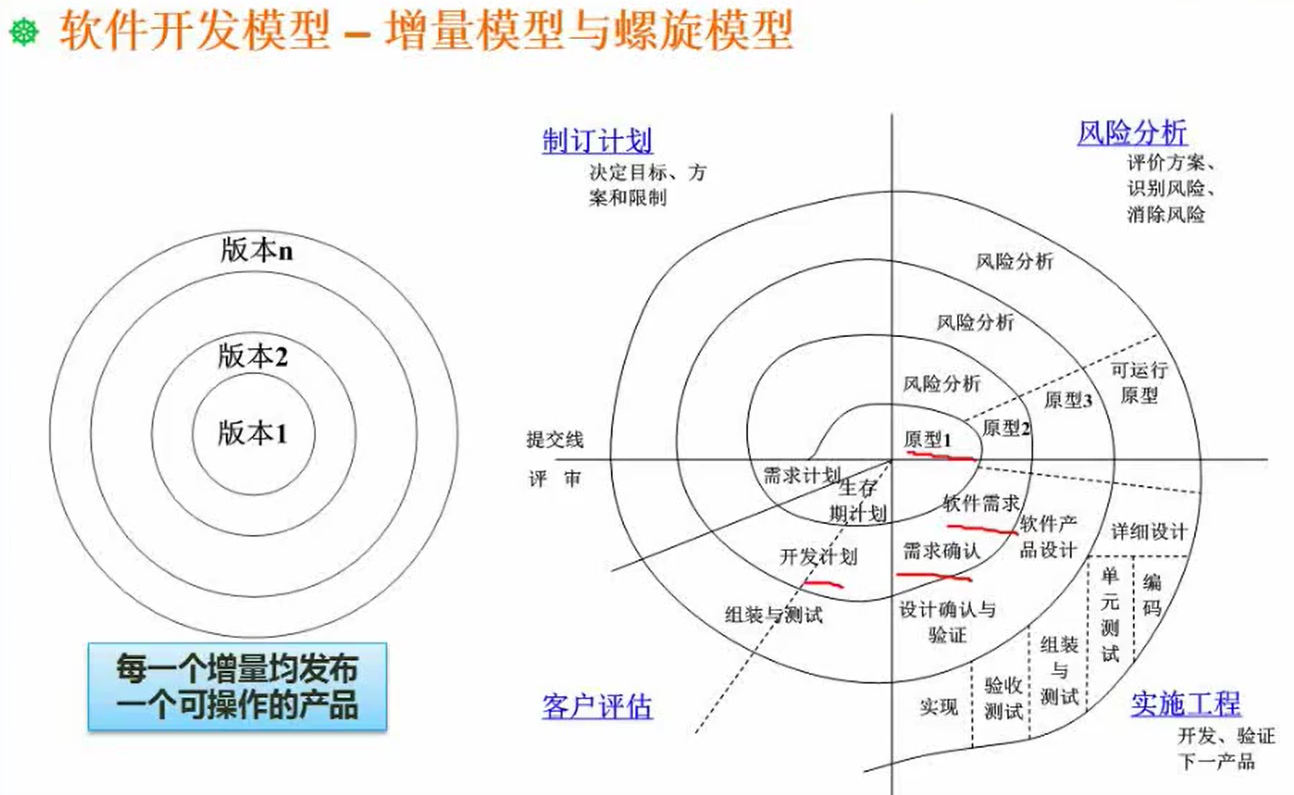 软件开发模型 – 增量模型与螺旋模型
版本n
版本2
版本1
每一个增量均发布
一个可操作的产品
制订计划
决定目标、方
案和限制
风险分析
评价方案、
识别风险、
消除风险
风险分析
风险分析
风险分析
可运行
原型
原型3
原型2
原型1
提交线
评 审
需求计划
生存
期计划
软件需求
软件产
品设计
详细设计
开发计划
需求确认
单
元
测
试
编
码
组装与测试
设计确认与
验证
组装
与
测试
验收
测试
实现
客户评估
实施工程
开发、验证
下一产品